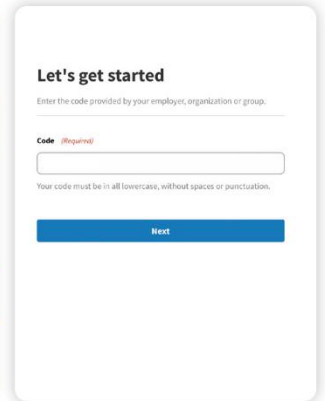 Let's get started
Enter the code provided by your employer, organization or group.
Code (Required)
Your code must be in all lowercase, without spaces or punctuation.
Next